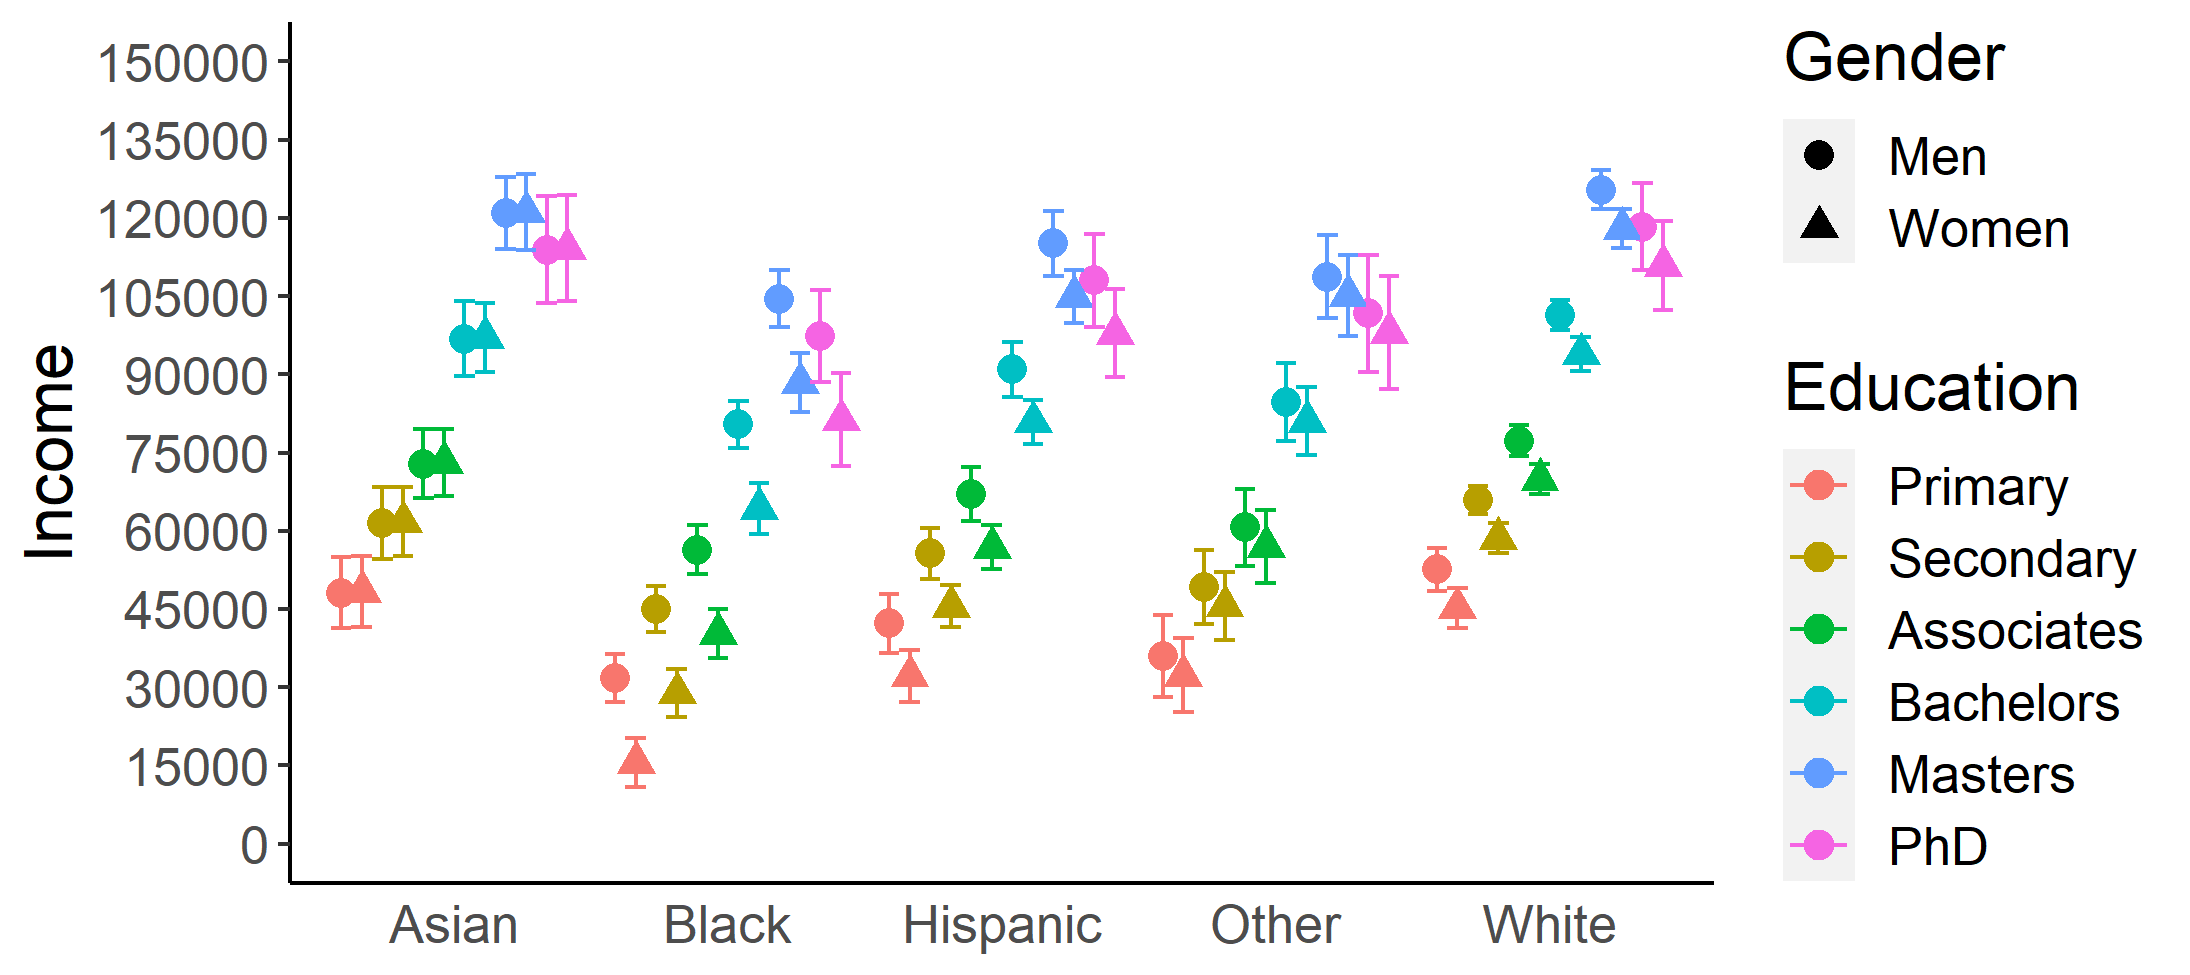 150000
135000
120000
105000
90000
75000
60000
45000
30000
15000
0
Income
Asian
Black
Hispanic
Other
White
Gender
Men
Women
Education
Primary
Secondary
Associates
Bachelors
Masters
PhD